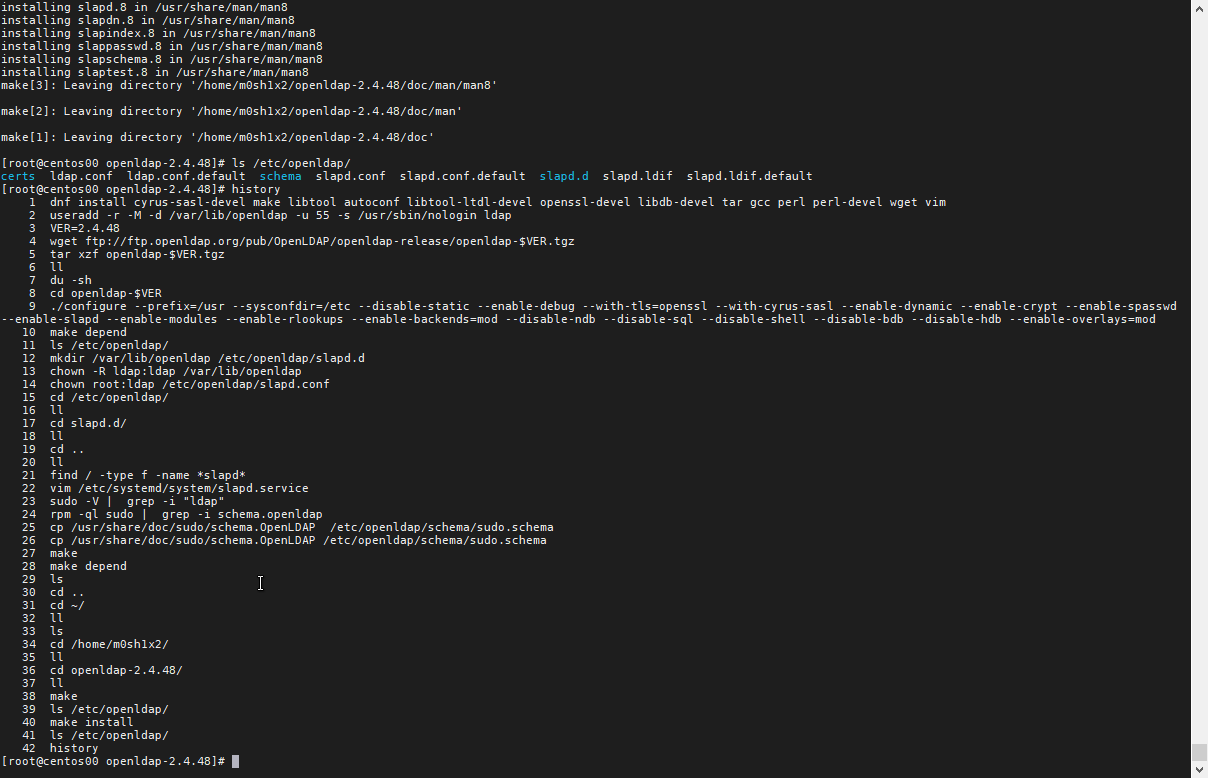 installing slapd.8 in /usr/share/man/man8
installing slapdn.8 in /usr/share/man/man8
installing slapindex.8 in /usr/share/man/man8
installing slappasswd.8 in /usr/share/man/man8
installing slapschema.8 in /usr/share/man/man8
installing slaptest.8 in /usr/share/man/man8
make[3]: Leaving directory '/home/m0sh1x2/openldap-2.4.48/doc/man/man8'

make[2]: Leaving directory '/home/m0sh1x2/openldap-2.4.48/doc/man'

make[1]: Leaving directory '/home/m0sh1x2/openldap-2.4.48/doc'

[root@centos00 openldap-2.4.48]# ls /etc/openldap/
certs  ldap.conf  ldap.conf.default  schema  slapd.conf  slapd.conf.default  slapd.d  slapd.ldif  slapd.ldif.default
[root@centos00 openldap-2.4.48]# history
    1  dnf install cyrus-sasl-devel make libtool autoconf libtool-ltdl-devel openssl-devel libdb-devel tar gcc perl perl-devel wget vim
    2  useradd -r -M -d /var/lib/openldap -u 55 -s /usr/sbin/nologin ldap
    3  VER=2.4.48
    4  wget ftp://ftp.openldap.org/pub/OpenLDAP/openldap-release/openldap-$VER.tgz
    5  tar xzf openldap-$VER.tgz
    6  ll
    7  du -sh
    8  cd openldap-$VER
    9  ./configure --prefix=/usr --sysconfdir=/etc --disable-static --enable-debug --with-tls=openssl --with-cyrus-sasl --enable-dynamic --enable-crypt --enable-spasswd
--enable-slapd --enable-modules --enable-rlookups --enable-backends=mod --disable-ndb --disable-sql --disable-shell --disable-bdb --disable-hdb --enable-overlays=mod
   10  make depend
   11  ls /etc/openldap/
   12  mkdir /var/lib/openldap /etc/openldap/slapd.d
   13  chown -R ldap:ldap /var/lib/openldap
   14  chown root:ldap /etc/openldap/slapd.conf
   15  cd /etc/openldap/
   16  ll
   17  cd slapd.d/
   18  ll
   19  cd ..
   20  ll
   21  find / -type f -name *slapd*
   22  vim /etc/systemd/system/slapd.service
   23  sudo -V |  grep -i "ldap"
   24  rpm -ql sudo |  grep -i schema.openldap
   25  cp /usr/share/doc/sudo/schema.OpenLDAP  /etc/openldap/schema/sudo.schema
   26  cp /usr/share/doc/sudo/schema.OpenLDAP /etc/openldap/schema/sudo.schema
   27  make
   28  make depend
   29  ls
   30  cd ..
   31  cd ~/
   32  ll
   33  ls
   34  cd /home/m0sh1x2/
   35  ll
   36  cd openldap-2.4.48/
   37  ll
   38  make
   39  ls /etc/openldap/
   40  make install
   41  ls /etc/openldap/
   42  history
[root@centos00 openldap-2.4.48]#